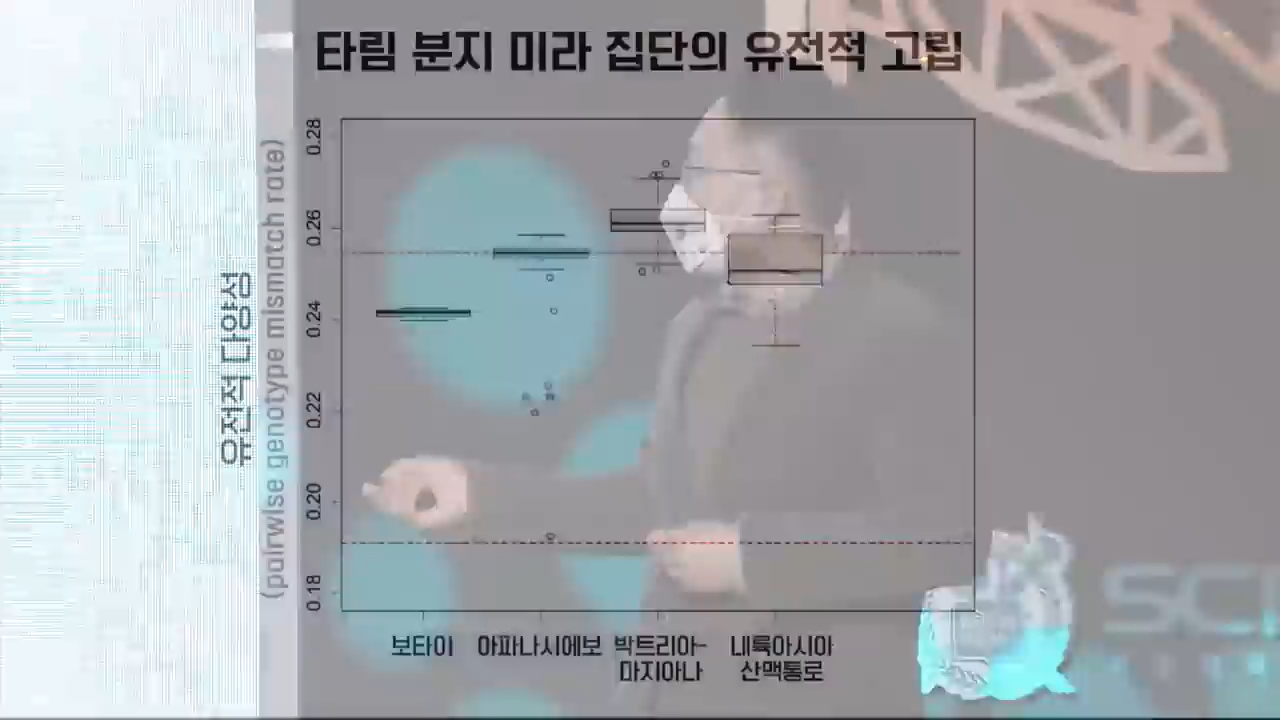 타림 분지 미라 집단의 유전적 고립
유전적 다양성
(pairwise genotype mismatch rate)
0.28
0.26
0.24
0.22
0.20
0.18
보타이
아파나시에보
박트리아-
마지아나
내륙아시아
산맥통로
SCI